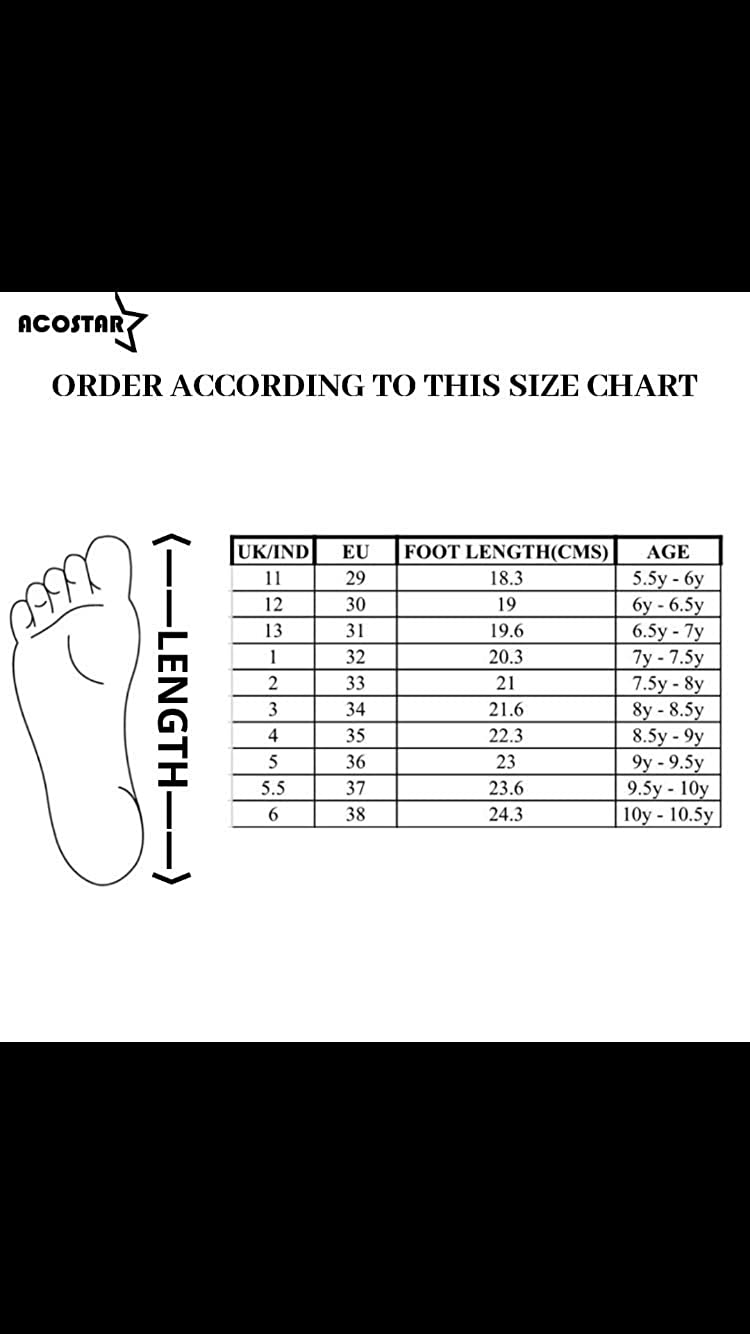 ACOSTAR
ORDER ACCORDING TO THIS SIZE CHART
LENGTH
UK/IND EU FOOT LENGTH(CMS) AGE
11 29 18.3 5.5y - 6y
12 30 19 6y - 6.5y
13 31 19.6 6.5y - 7y
1 32 20.3 7y - 7.5y
2 33 21 7.5y - 8y
3 34 21.6 8y - 8.5y
4 35 22.3 8.5y - 9y
5 36 23 9y - 9.5y
5.5 37 23.6 9.5y - 10y
6 38 24.3 10y - 10.5y